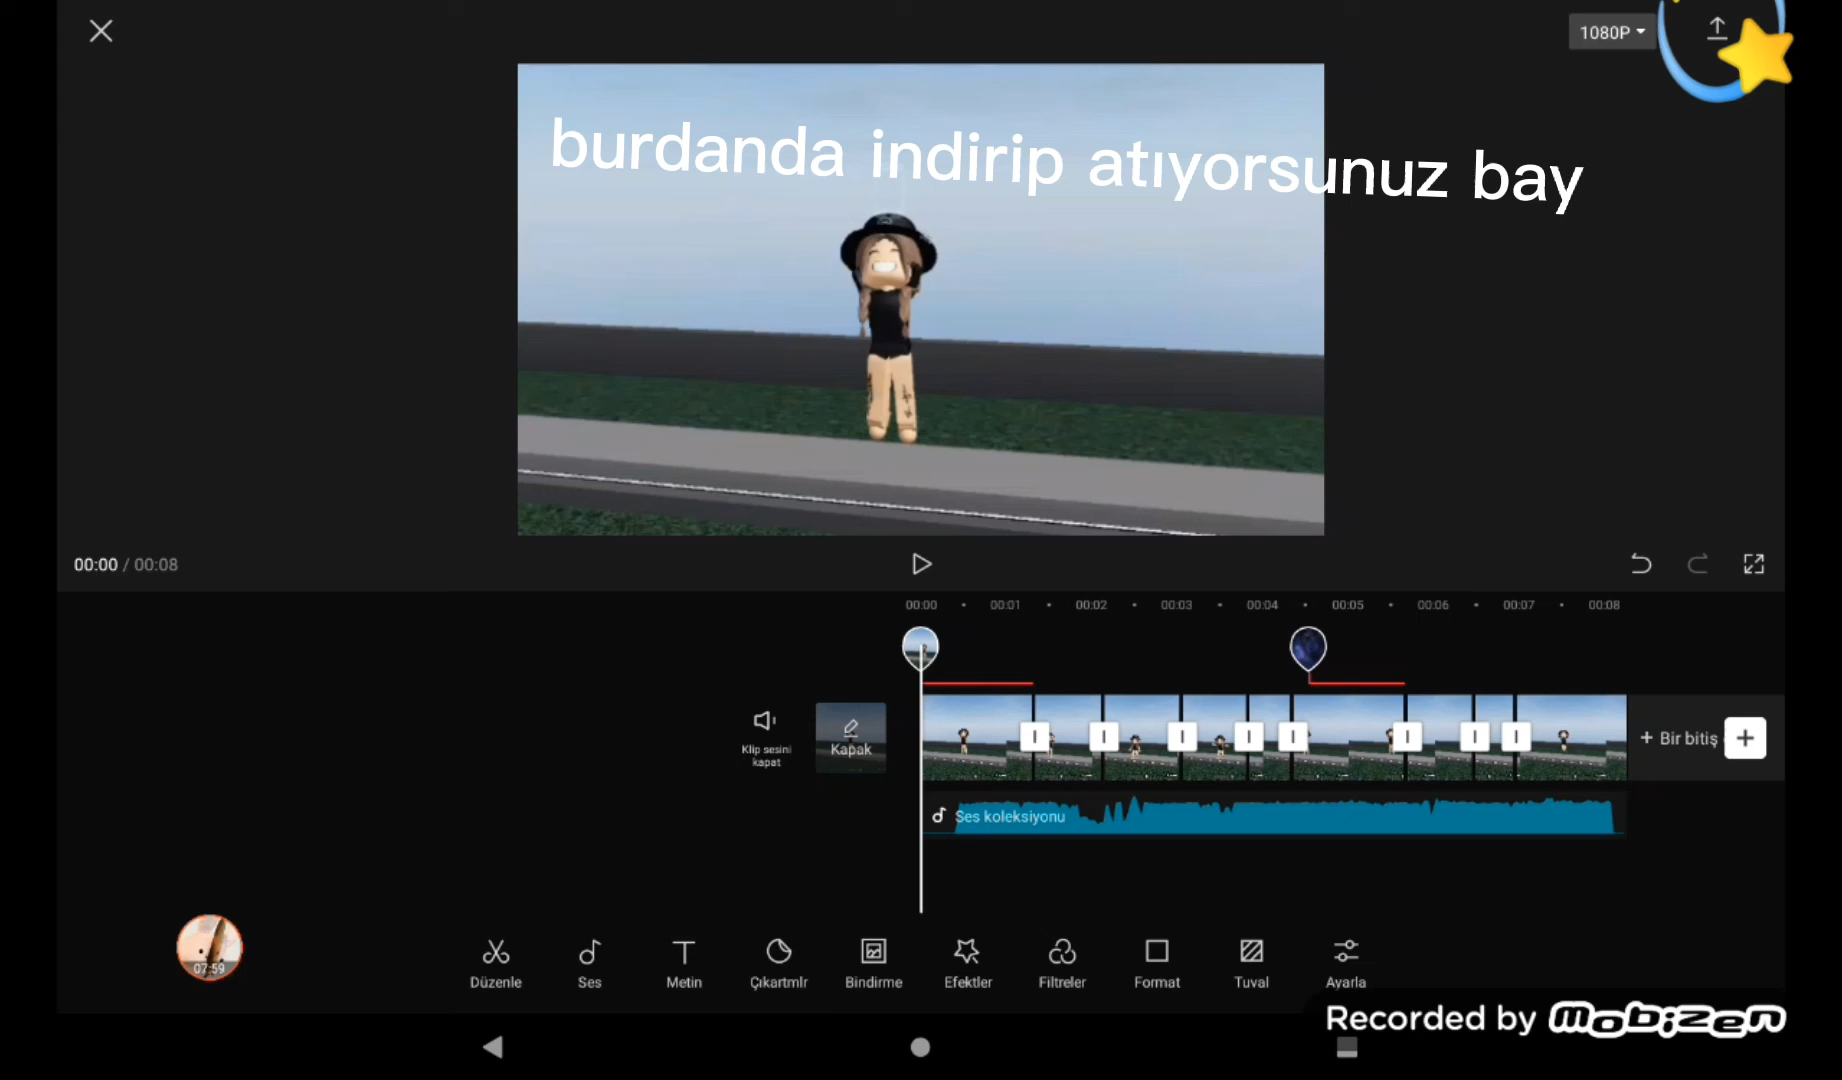 1080P
burdanda indirip atıyorsunuz bay
00:00 / 00:08
00:00 00:01 00:02 00:03 00:04 00:05 00:06 00:07 00:08
Klip sesini
kapat
Kapak
+ Bir bitiş
Ses koleksiyonu
07:59
Düzenle Ses Metin Çıkartmlr Bindirme Efektler Filtreler Format Tuval Ayarla
Recorded by mobizen